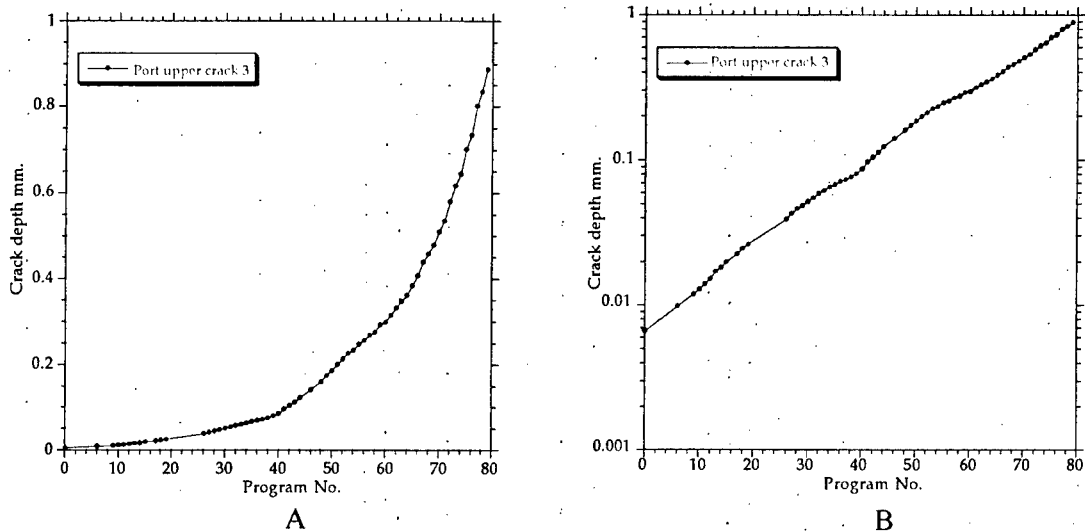 1
Port upper crack 3
0.8
0.6
0.4
0.2
0
Crack depth mm.
0 10 20 30 40 50 60 70 80
Program No.
A
1
Port upper crack 3
0.1
0.01
0.001
Crack depth mm.
0 10 20 30 40 50 60 70 80
Program No.
B